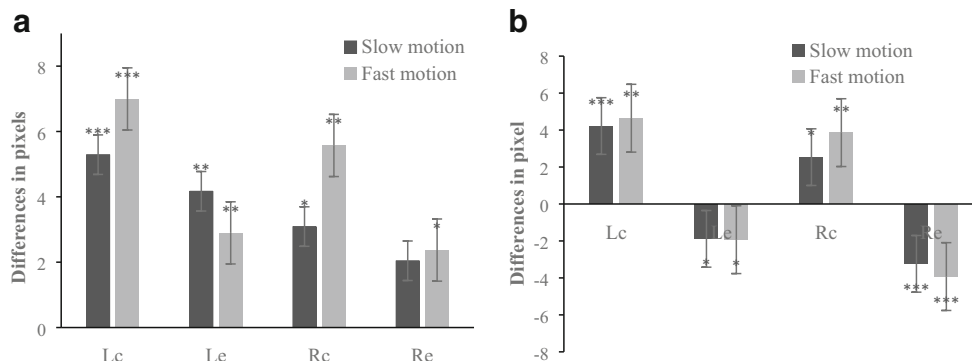 a
Differences in pixels
8
6
4
2
0
Slow motion
Fast motion
***
***
**
**
*
**
*
Lc
Le
Rc
Re
b
Differences in pixel
8
6
4
2
0
-2
-4
-6
-8
Slow motion
Fast motion
***
**
*
**
Lc
Le
Rc
Re
*
*
***
***